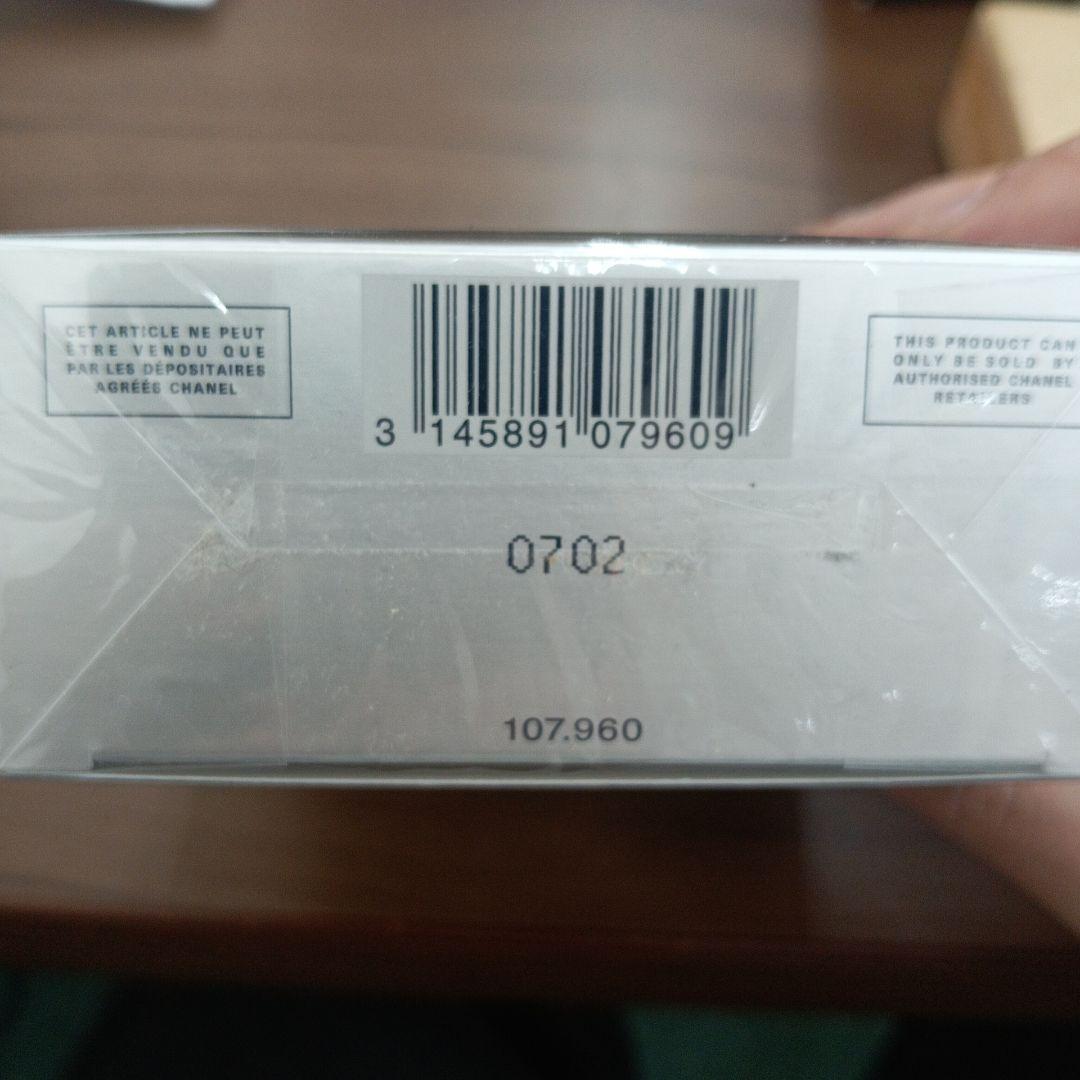 CET ARTICLE NE PEUT
ÊTRE VENDU QUE
PAR LES DÉPOSITAIRES
AGRÉÉS CHANEL
3 145891 079609
THIS PRODUCT CAN
ONLY BE SOLD BY
AUTHORISED CHANEL
RETAILERS
0702
107.960